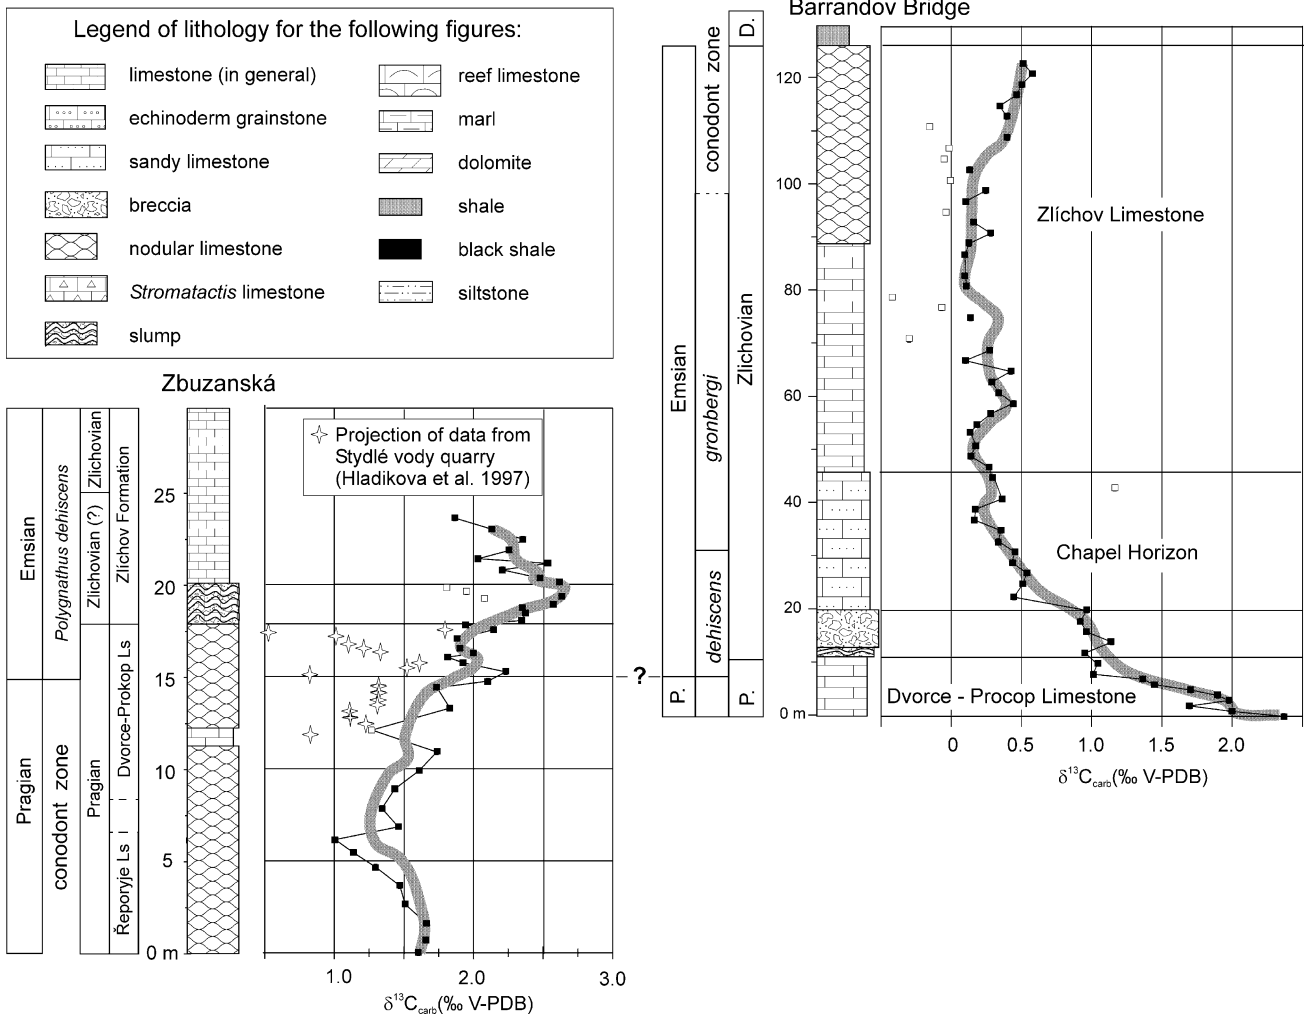 Legend of lithology for the following figures:
limestone (in general)
echinoderm grainstone
sandy limestone
breccia
nodular limestone
Stromatactis limestone
slump
reef limestone
marl
dolomite
shale
black shale
siltstone
Zbuzanská
Emsian
Pragian
Polygnathus dehiscens
conodont zone
Zlichovian
Zlichovian (?)
Pragian
Zlichov Formation
Dvorce-Prokop Ls
Řeporyje Ls
25
20
15
10
5
0 m
Projection of data from
Stydlé vody quarry
(Hladikova et al. 1997)
1.0
2.0
3.0
δ13Ccarb(‰ V-PDB)
?
Barrandov Bridge
Emsian
P.
conodont zone
gronbergi
dehiscens
D.
Zlichovian
P.
120
100
80
60
40
20
0 m
Zlíchov Limestone
Chapel Horizon
Dvorce - Procop Limestone
0
0.5
1.0
1.5
2.0
δ13Ccarb(‰ V-PDB)